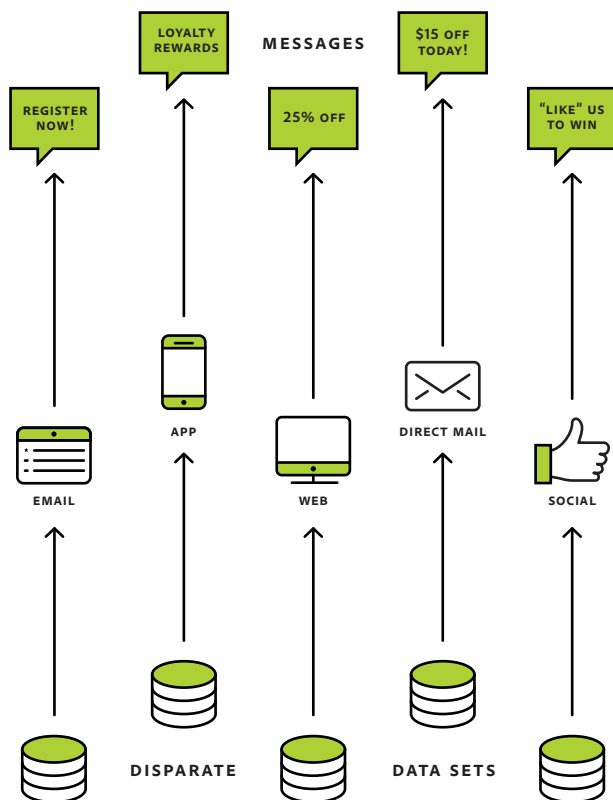 LOYALTY
REWARDS
MESSAGES
$15 OFF
TODAY!
REGISTER
NOW!
25% OFF
"LIKE" US
TO WIN
APP
DIRECT MAIL
EMAIL
WEB
SOCIAL
DISPARATE
DATA SETS